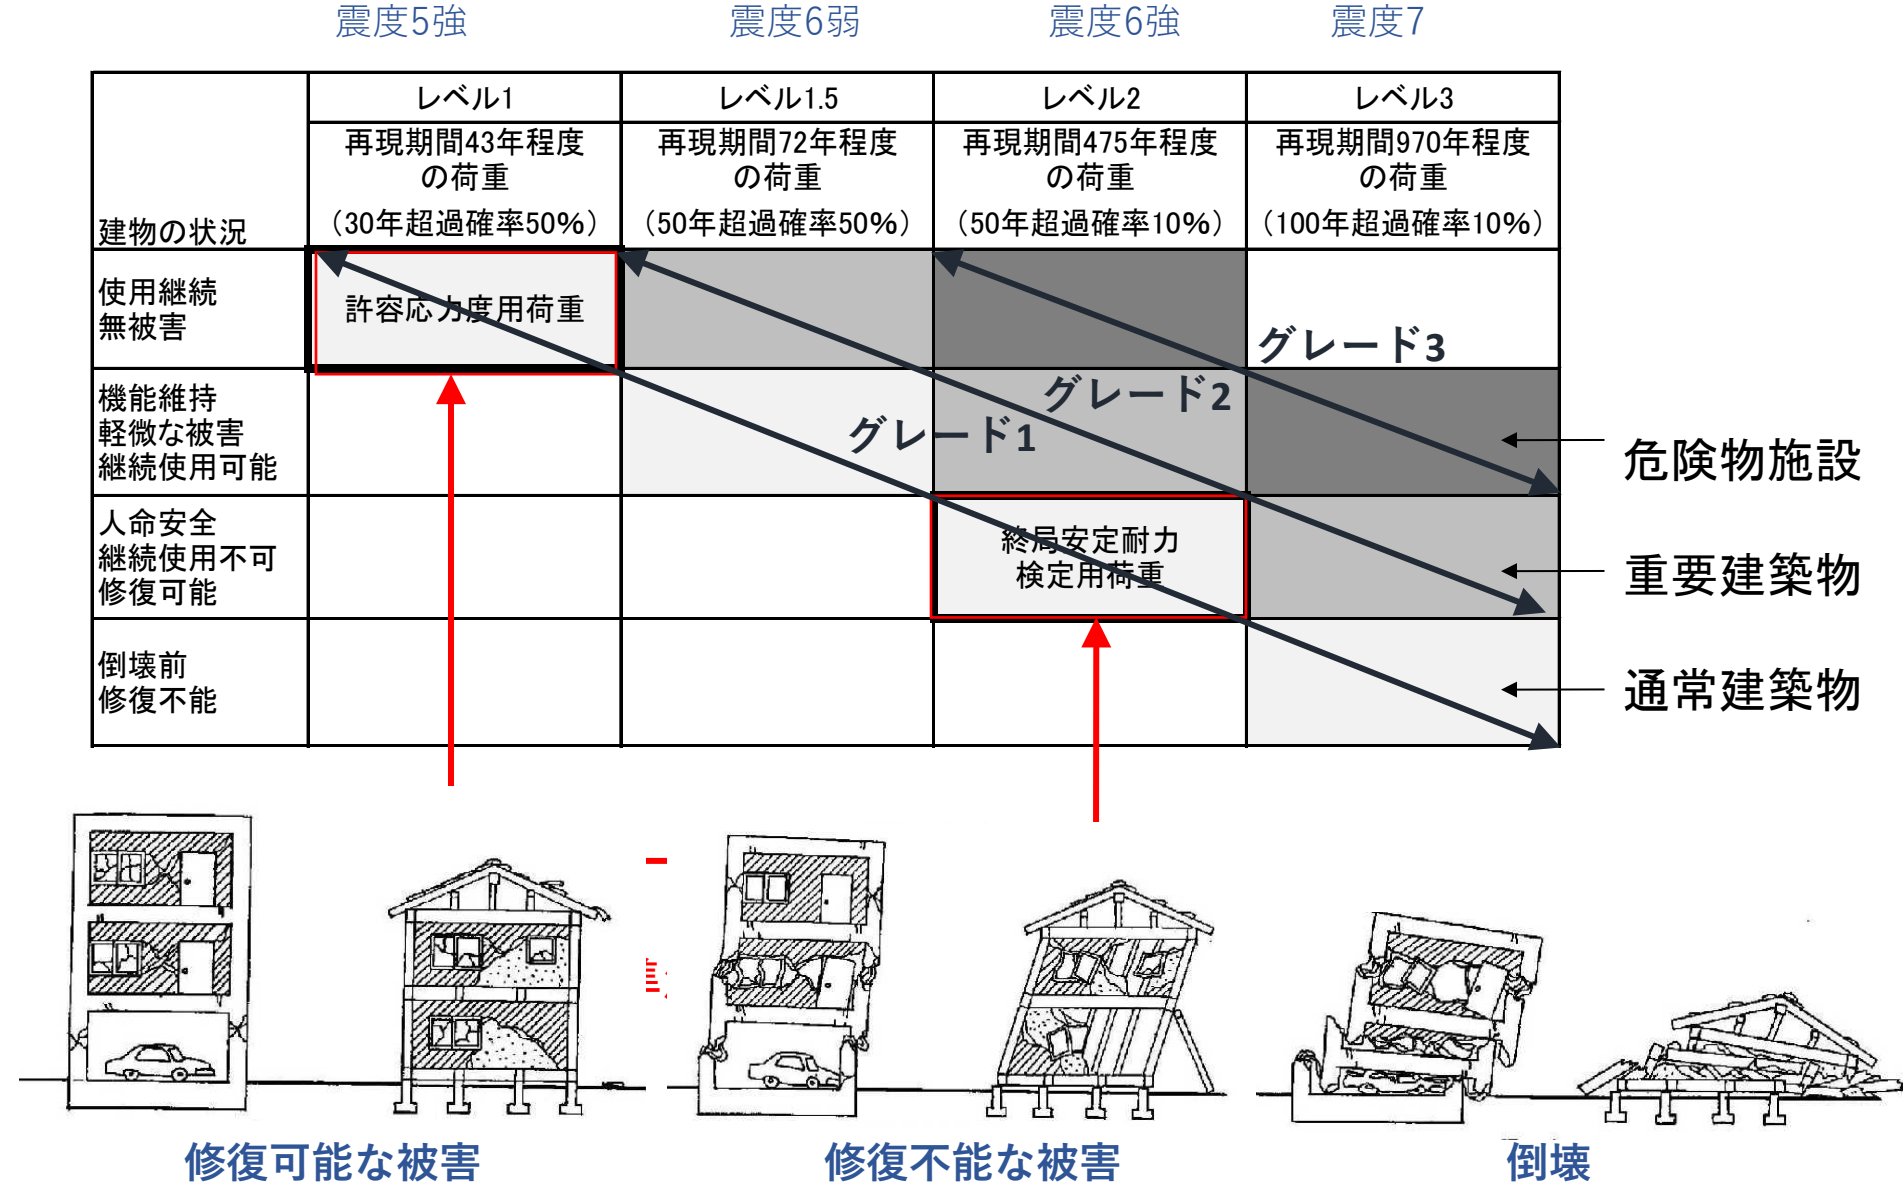 震度5強
震度6弱
震度6強
震度7
建物の状況
レベル1
レベル1.5
レベル2
レベル3
再現期間43年程度
の荷重
（30年超過確率50%）
再現期間72年程度
の荷重
（50年超過確率50%）
再現期間475年程度
の荷重
（50年超過確率10%）
再現期間970年程度
の荷重
（100年超過確率10%）
使用継続
無被害
許容応力度用荷重
グレード3
機能維持
軽微な被害
継続使用可能
グレード1
グレード2
危険物施設
人命安全
継続使用不可
修復可能
終局安定耐力
検定用荷重
重要建築物
倒壊前
修復不能
通常建築物
修復可能な被害
修復不能な被害
倒壊